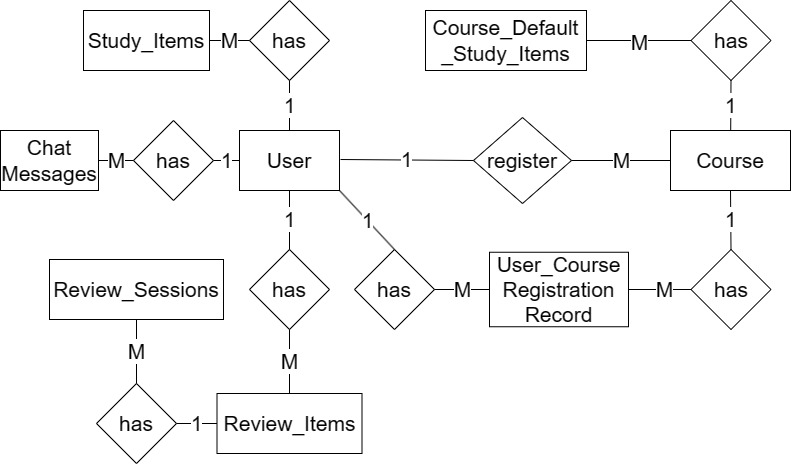 Study_Items
M
has
Course_Default
_Study_Items
M
has
1
1
Chat
Messages
M
has
1
User
1
register
M
Course
1
1
1
Review_Sessions
has
has
M
User_Course
Registration
Record
M
has
M
M
has
1
Review_Items